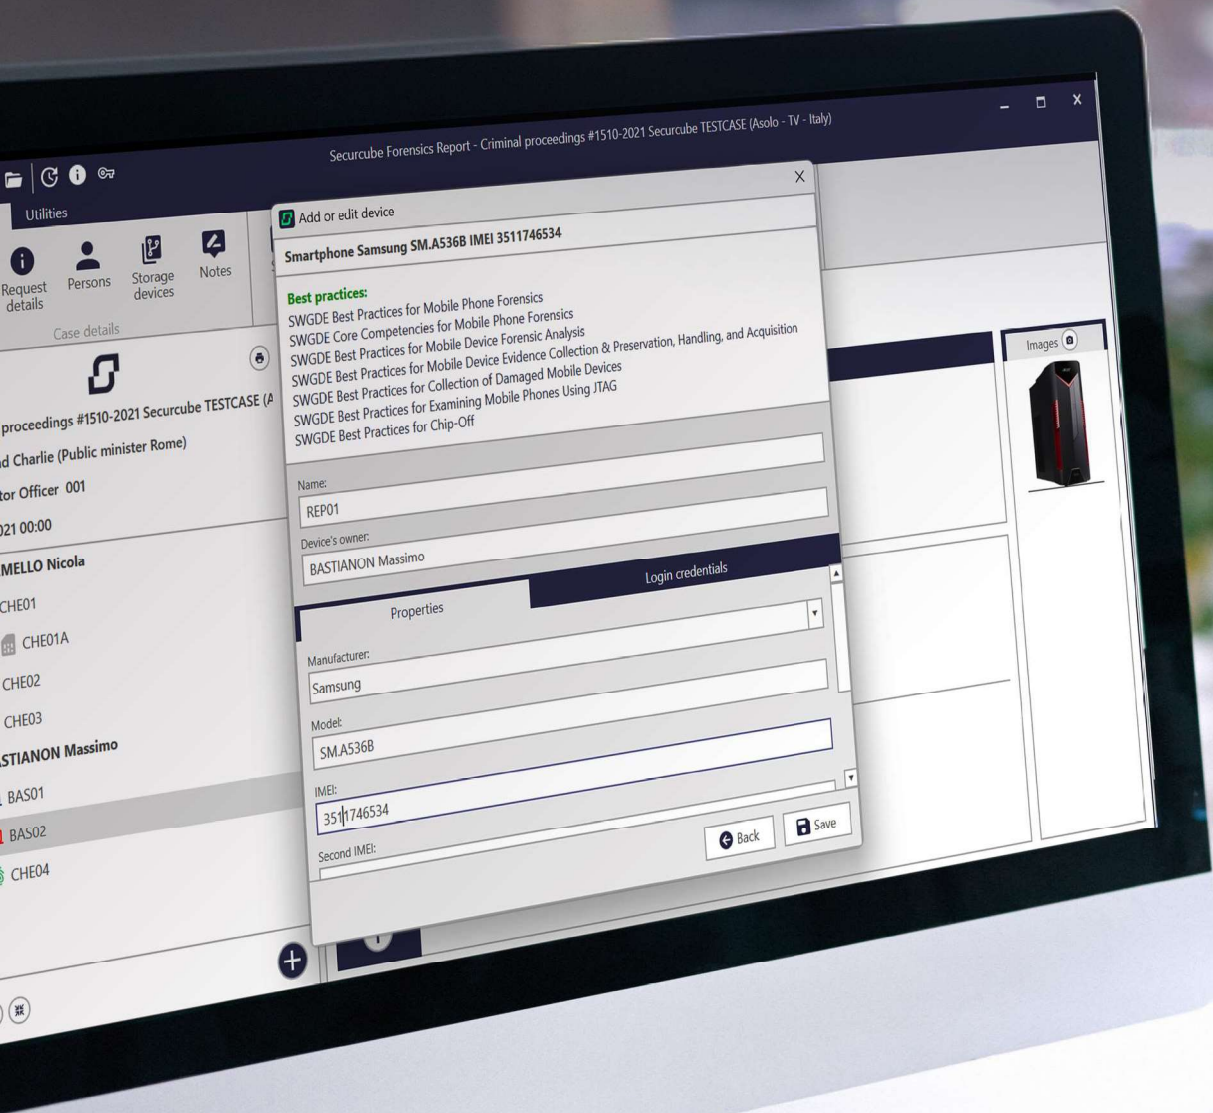 Securcube Forensics Report - Criminal proceedings #1510-2021 Securcube TESTCASE (Asolo - TV - Italy)
Utilities
Request details
Persons
Storage devices
Notes
Case details
proceedings #1510-2021 Securcube TESTCASE (A
d Charlie (Public minister Rome)
tor Officer 001
021 00:00
MELLO Nicola
CHE01
CHE01A
CHE02
CHE03
STIANON Massimo
BAS01
BAS02
CHE04
Add or edit device
Smartphone Samsung SM.A536B IMEI 3511746534
Best practices:
SWGDE Best Practices for Mobile Phone Forensics
SWGDE Core Competencies for Mobile Phone Forensics
SWGDE Best Practices for Mobile Device Forensic Analysis
SWGDE Best Practices for Mobile Device Evidence Collection & Preservation, Handling, and Acquisition
SWGDE Best Practices for Collection of Damaged Mobile Devices
SWGDE Best Practices for Examining Mobile Phones Using JTAG
SWGDE Best Practices for Chip-Off
Name:
REP01
Device's owner:
BASTIANON Massimo
Properties
Login credentials
Manufacturer:
Samsung
Model:
SM.A536B
IMEI:
3511746534
Second IMEI:
Back
Save
Images